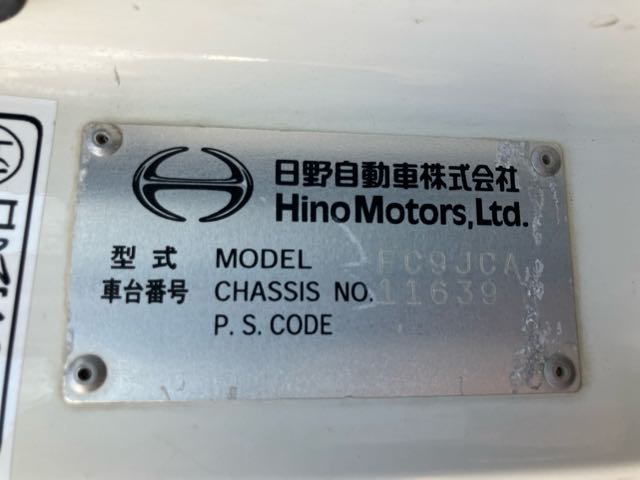 日野自動車株式会社
Hino Motors, Ltd.
型式 MODEL FC9JCA
車台番号 CHASSIS NO. 11639
P. S. CODE